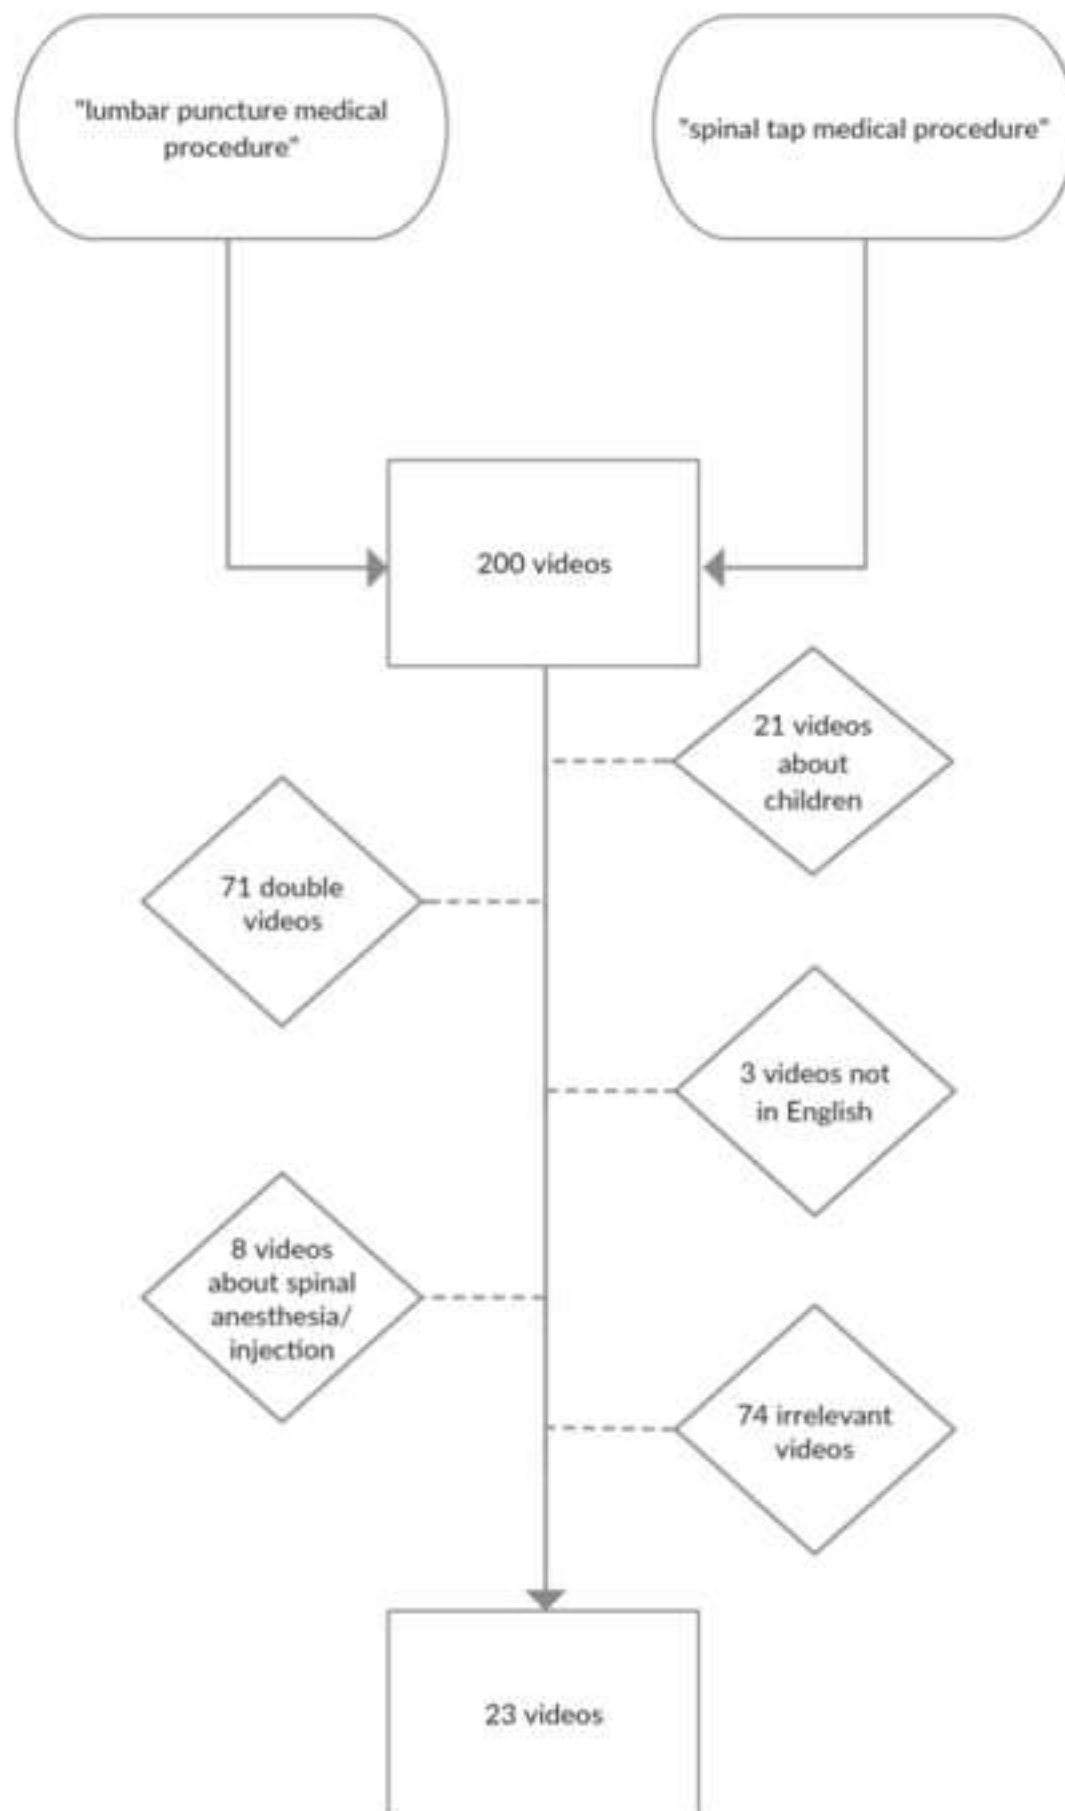 "lumbar puncture medical
procedure"
"spinal tap medical procedure"
200 videos
21 videos
about
children
71 double
videos
3 videos not
in English
8 videos
about spinal
anesthesia/
injection
74 irrelevant
videos
23 videos